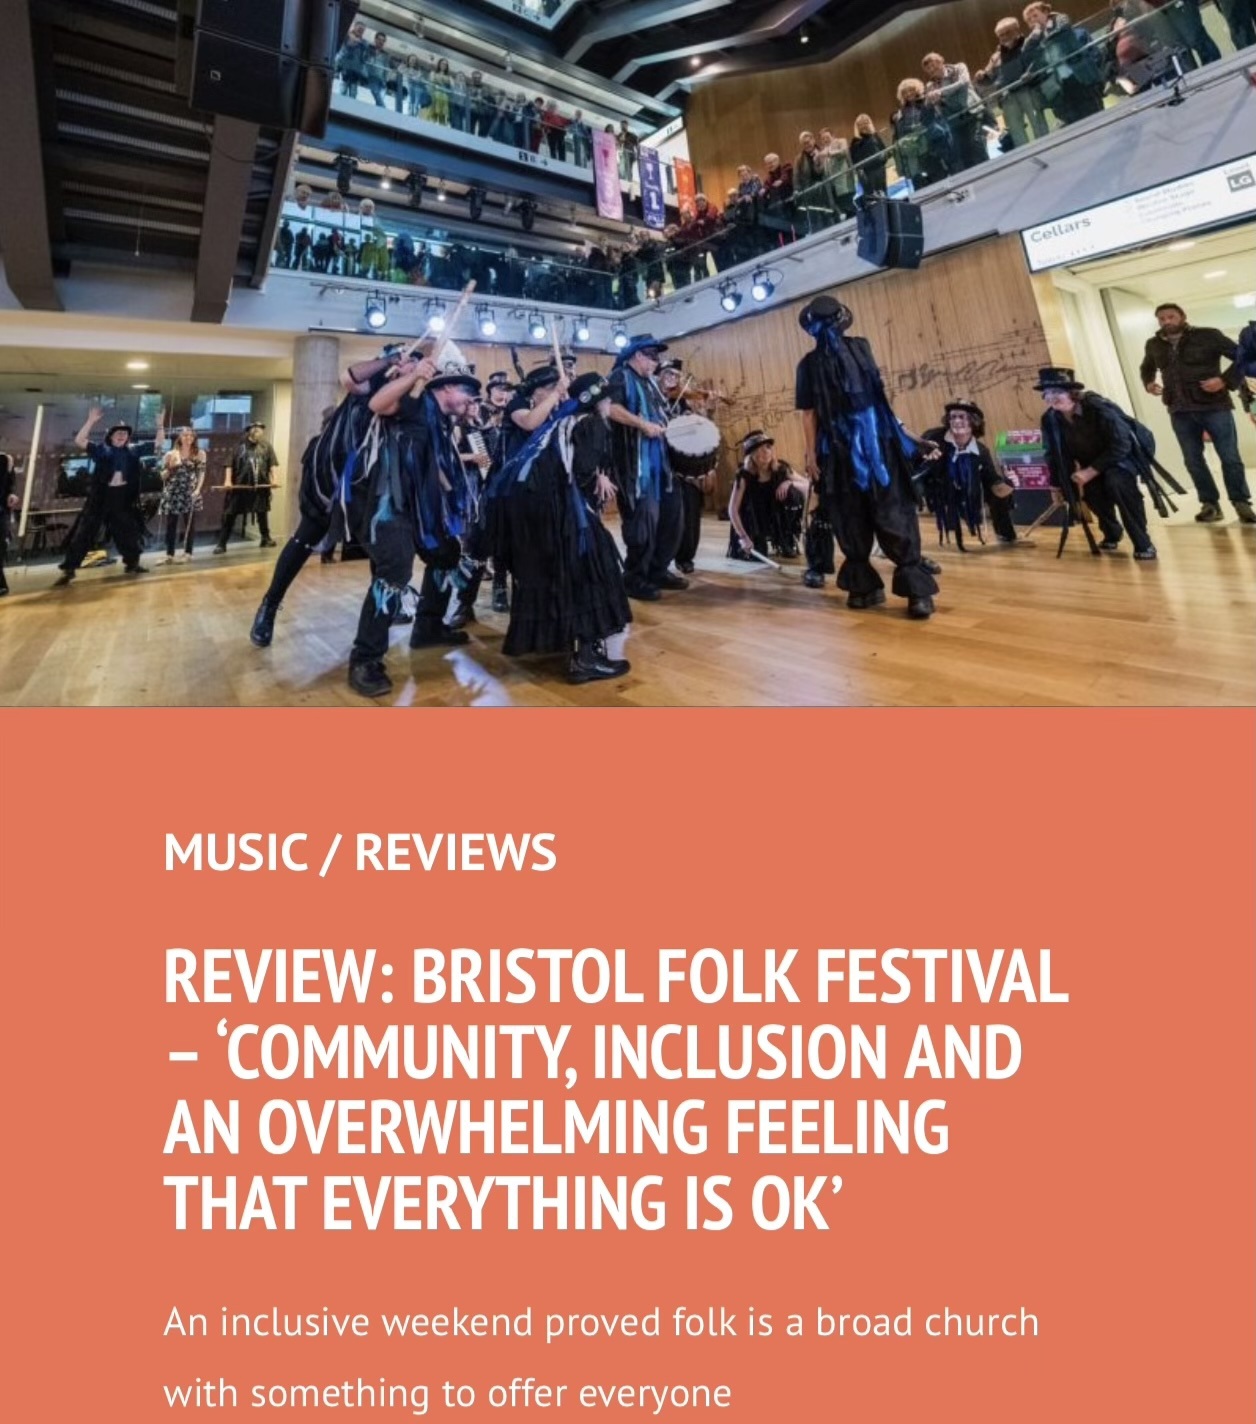 Cellars
LG
MUSIC / REVIEWS
REVIEW: BRISTOL FOLK FESTIVAL
– ‘COMMUNITY, INCLUSION AND
AN OVERWHELMING FEELING
THAT EVERYTHING IS OK’
An inclusive weekend proved folk is a broad church
with something to offer everyone